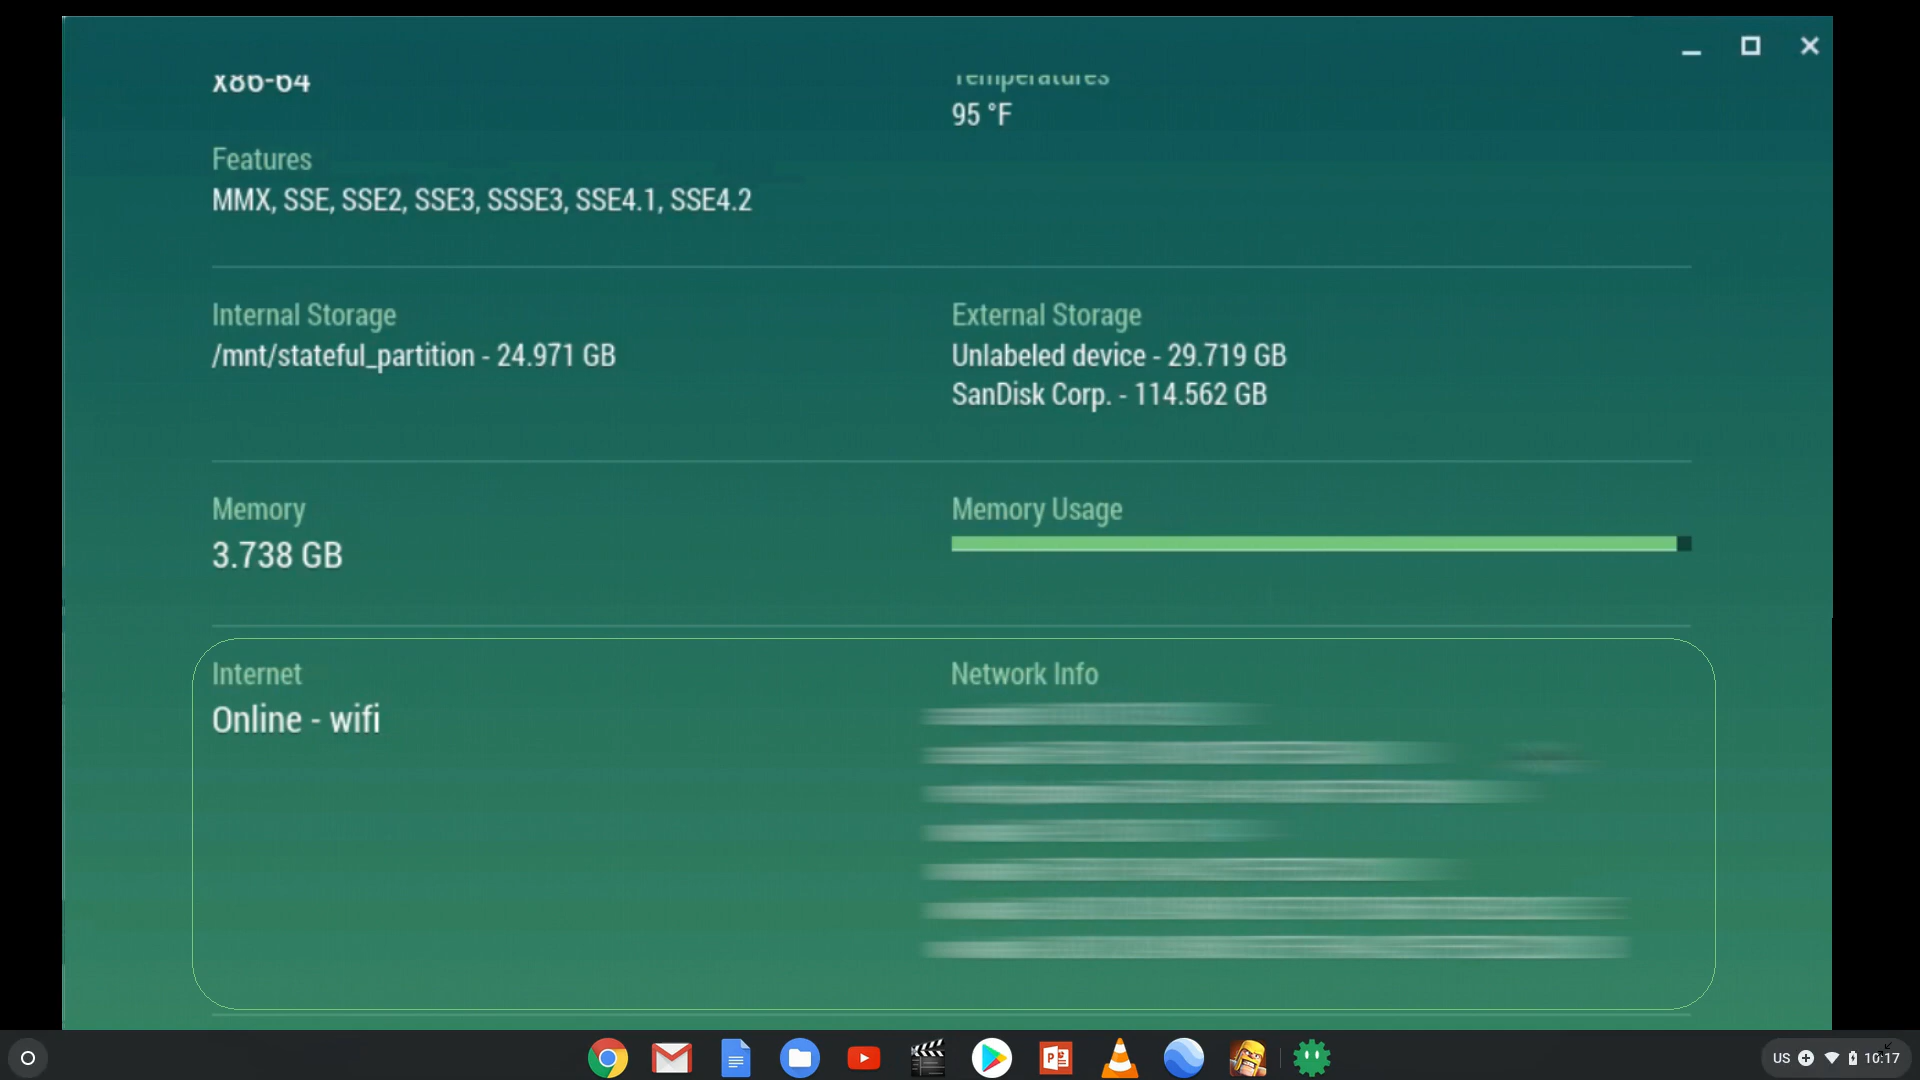 x86-64
Temperatures
95 °F
Features
MMX, SSE, SSE2, SSE3, SSSE3, SSE4.1, SSE4.2
Internal Storage
/mnt/stateful_partition - 24.971 GB
External Storage
Unlabeled device - 29.719 GB
SanDisk Corp. - 114.562 GB
Memory
3.738 GB
Memory Usage
Internet
Online - wifi
Network Info
US
10:17